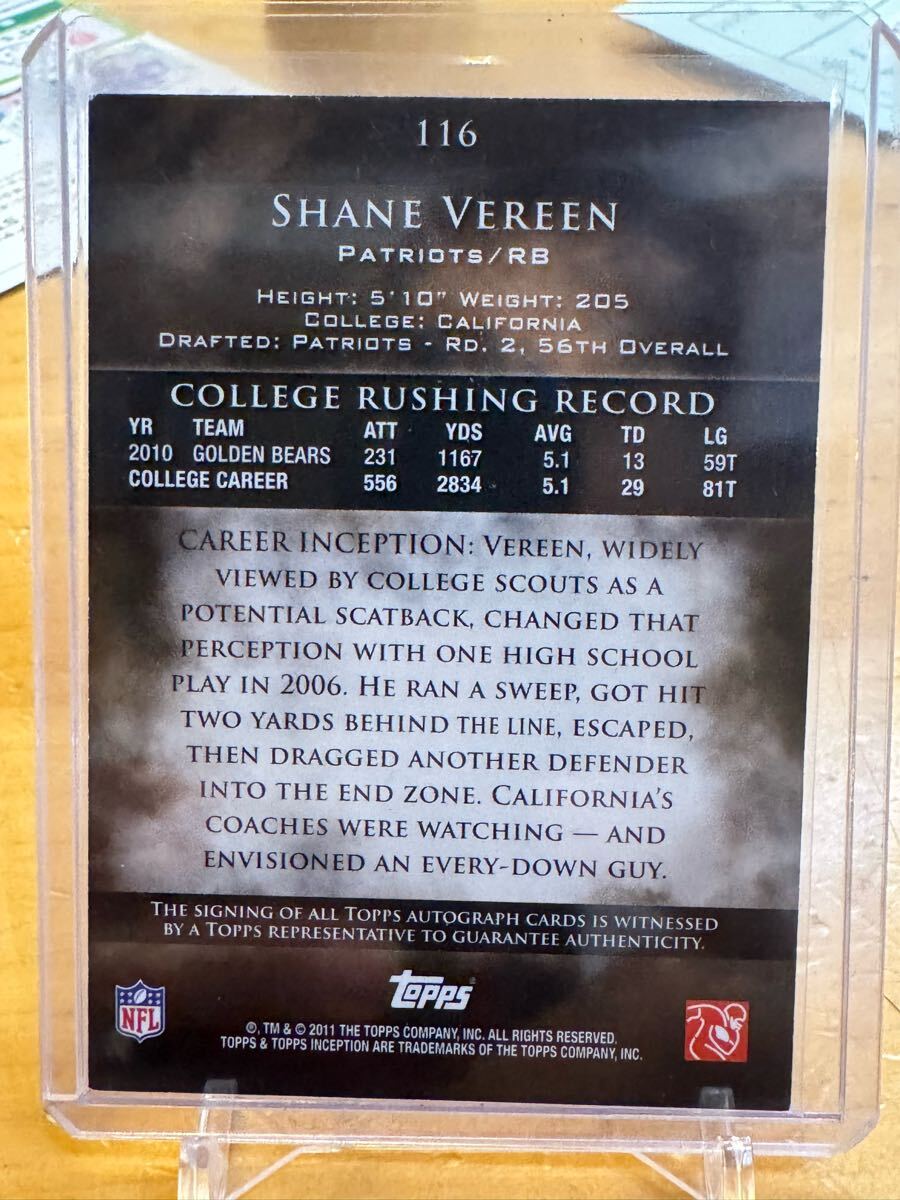 116
SHANE VEREEN
PATRIOTS/RB
HEIGHT: 5'10" WEIGHT: 205
COLLEGE: CALIFORNIA
DRAFTED: PATRIOTS - RD. 2, 56TH OVERALL
COLLEGE RUSHING RECORD
YR TEAM ATT YDS AVG TD LG
2010 GOLDEN BEARS 231 1167 5.1 13 59T
COLLEGE CAREER 556 2834 5.1 29 81T
CAREER INCEPTION: VEREEN, WIDELY
VIEWED BY COLLEGE SCOUTS AS A
POTENTIAL SCATBACK, CHANGED THAT
PERCEPTION WITH ONE HIGH SCHOOL
PLAY IN 2006. HE RAN A SWEEP, GOT HIT
TWO YARDS BEHIND THE LINE, ESCAPED,
THEN DRAGGED ANOTHER DEFENDER
INTO THE END ZONE. CALIFORNIA'S
COACHES WERE WATCHING — AND
ENVISIONED AN EVERY-DOWN GUY.
THE SIGNING OF ALL TOPPS AUTOGRAPH CARDS IS WITNESSED
BY A TOPPS REPRESENTATIVE TO GUARANTEE AUTHENTICITY.
topps
NFL
®, TM & © 2011 THE TOPPS COMPANY, INC. ALL RIGHTS RESERVED.
TOPPS & TOPPS INCEPTION ARE TRADEMARKS OF THE TOPPS COMPANY, INC.